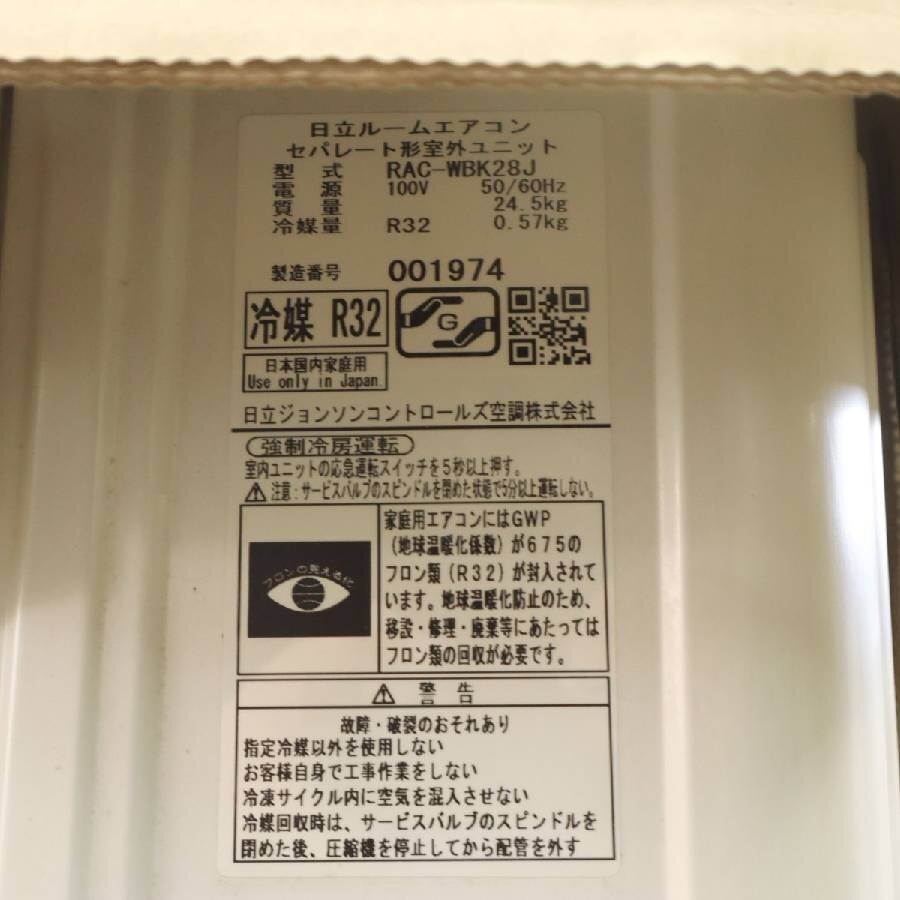 日立ルームエアコン
セパレート形室外ユニット
型 式 RAC-WBK28J
電 源 100V 50/60Hz
質 量 24.5kg
冷媒量 R32 0.57kg
製造番号 001974
冷媒 R32
G
日本国内家庭用
Use only in Japan
日立ジョンソンコントロールズ空調株式会社
強制冷房運転
室内ユニットの応急運転スイッチを5秒以上押す。
注意:サービスバルブのスピンドルを閉めた状態で5分以上運転しない。
フロンの見える化
家庭用エアコンにはGWP
(地球温暖化係数)が675の
フロン類(R32)が封入されて
います。地球温暖化防止のため、
移設・修理・廃棄等にあたっては
フロン類の回収が必要です。
警 告
故障・破裂のおそれあり
指定冷媒以外を使用しない
お客様自身で工事作業をしない
冷凍サイクル内に空気を混入させない
冷媒回収時は、サービスバルブのスピンドルを
閉めた後、圧縮機を停止してから配管を外す